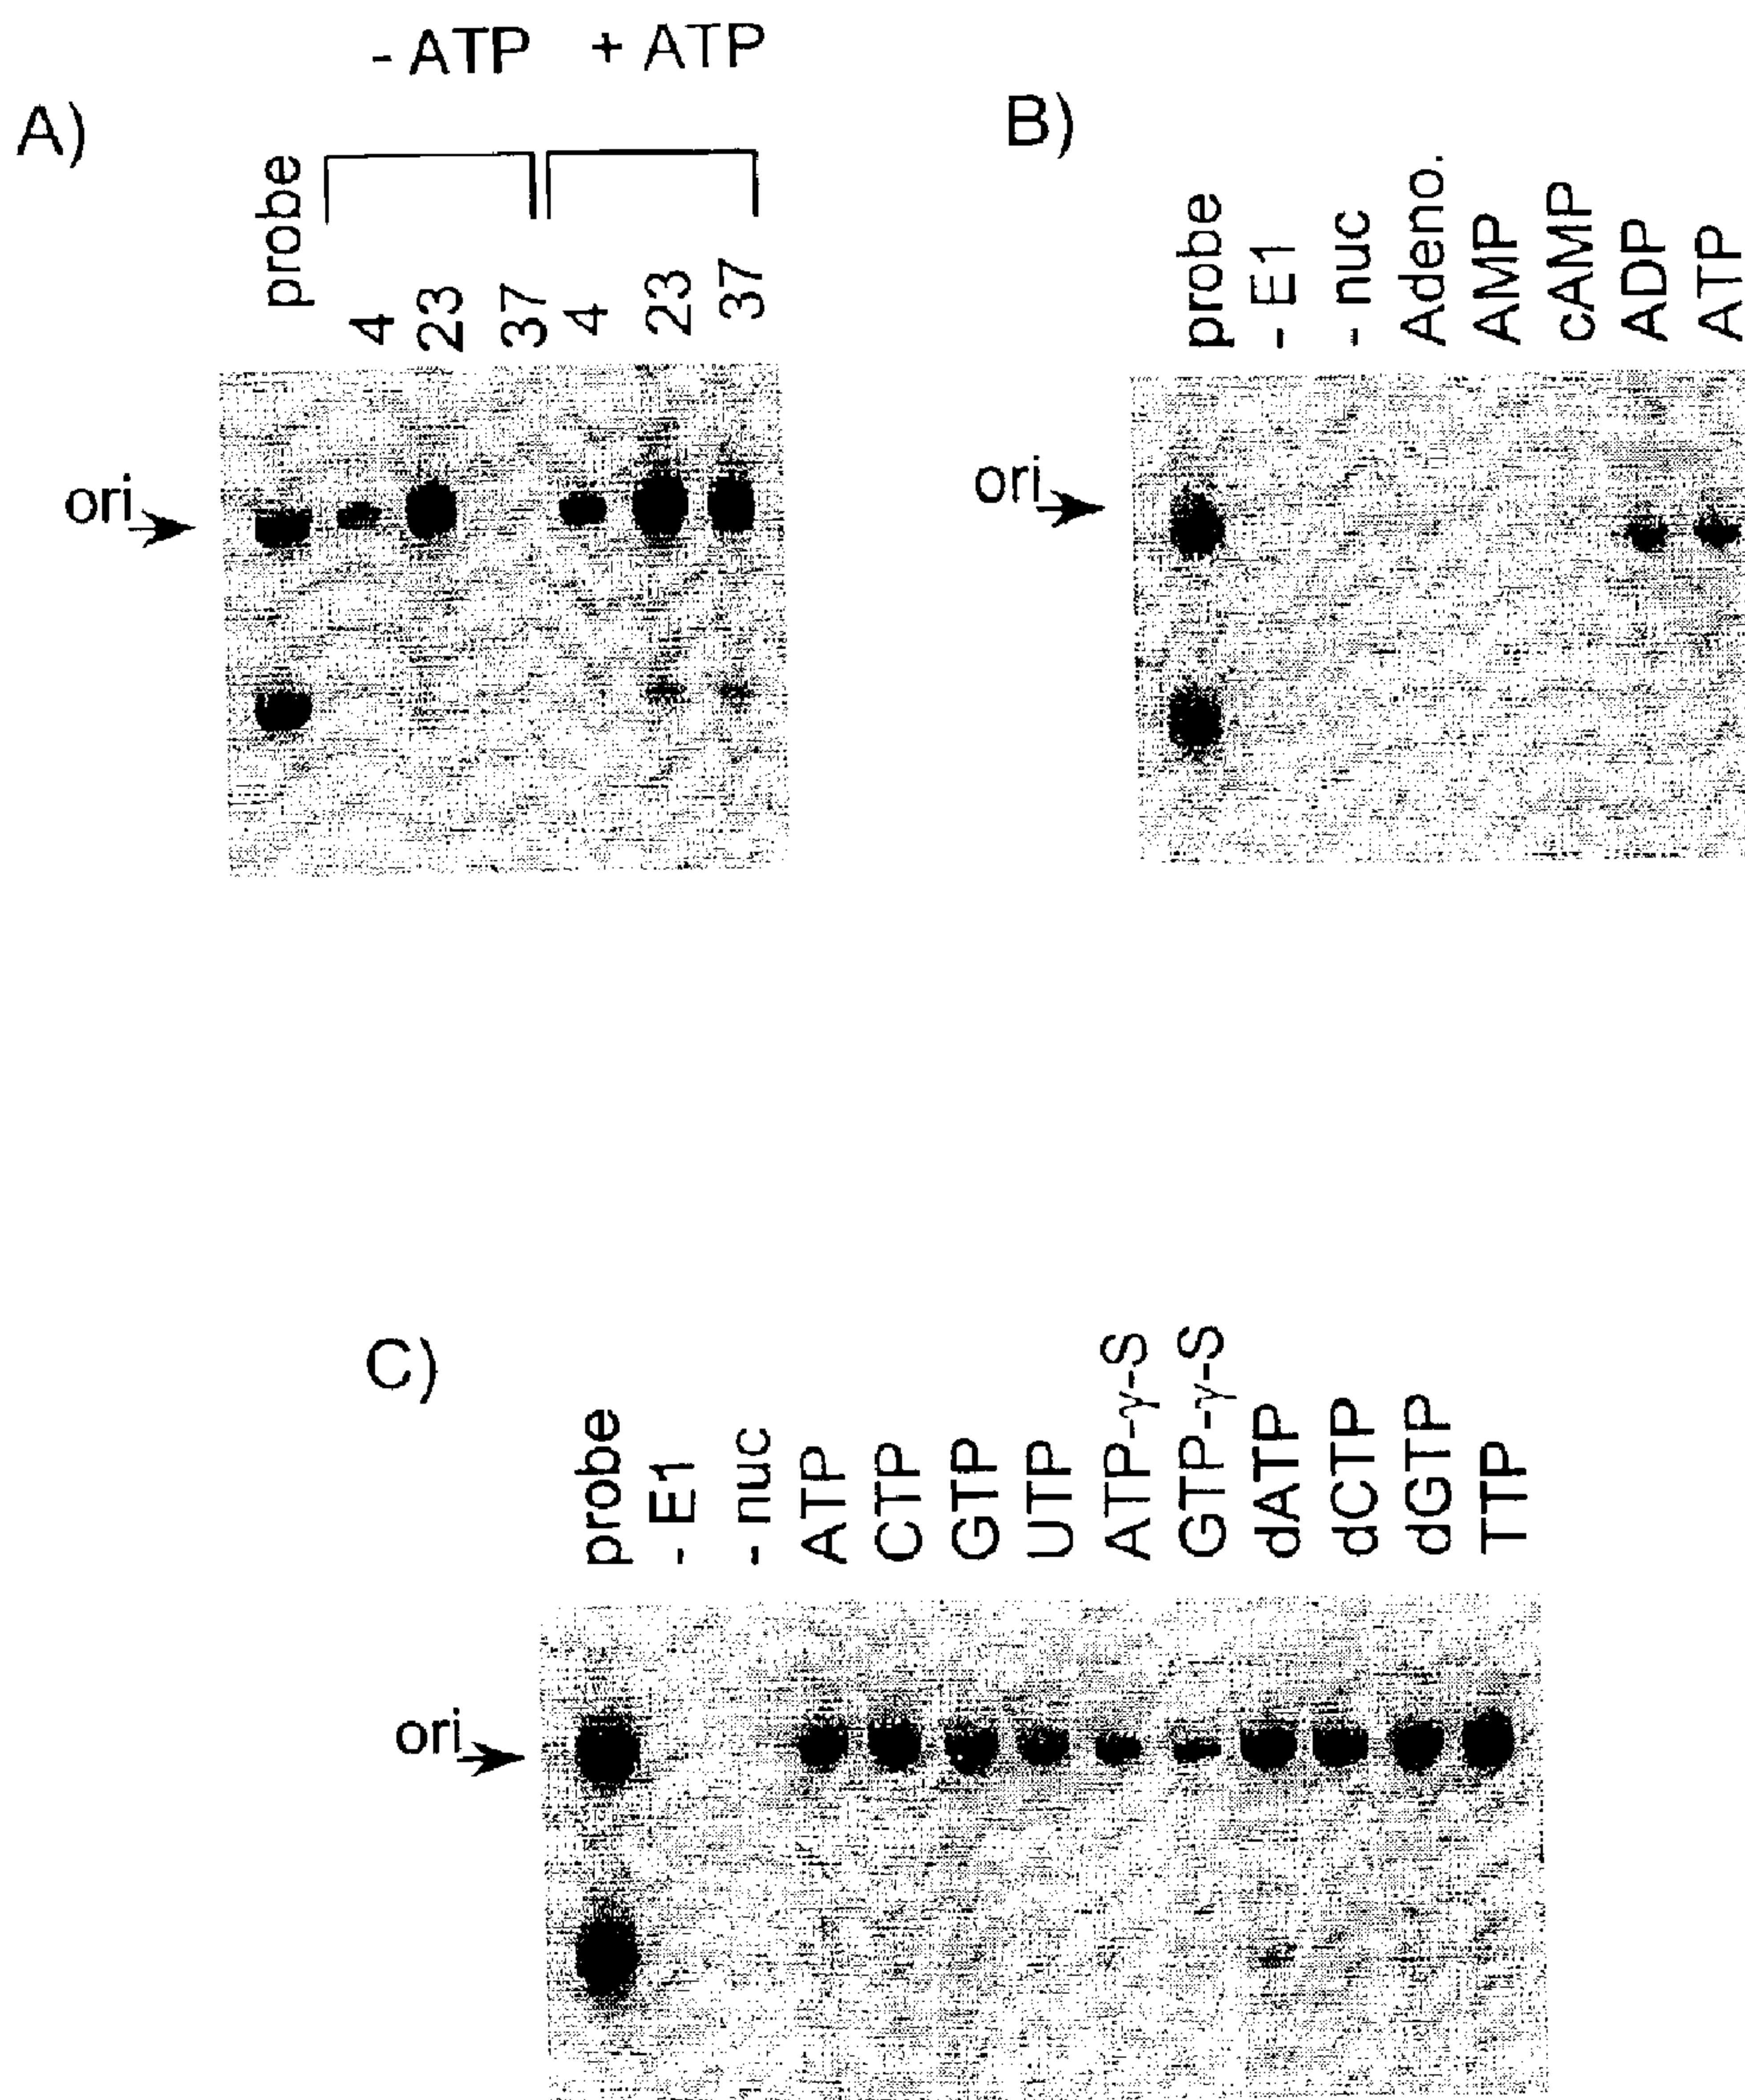 - ATP + ATP
A)
probe 4 23 37 4 23 37
ori
B)
probe - E1 - nuc Adeno. AMP cAMP ADP ATP
ori
C)
probe - E1 - nuc ATP CTP GTP UTP ATP-γ-S GTP-γ-S dATP dCTP dGTP TTP
ori